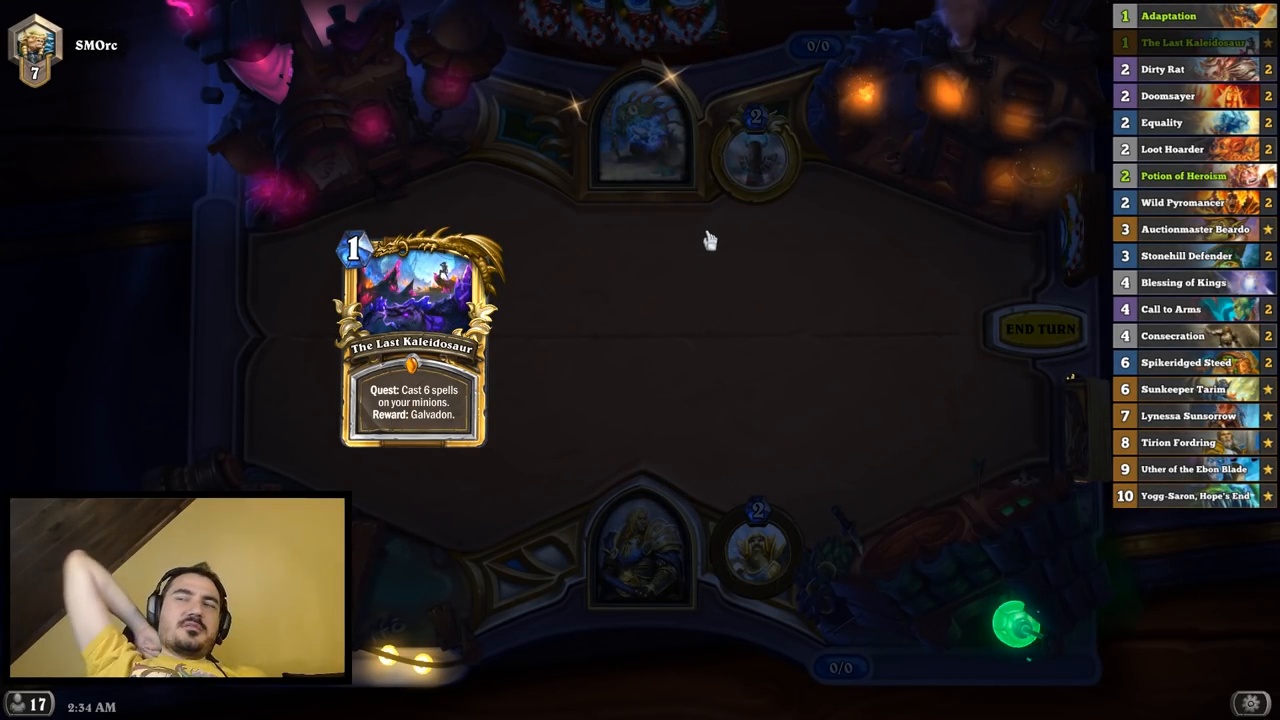 SMOrc
7
0/0
2
1
The Last Kaleidosaur
Quest: Cast 6 spells
on your minions.
Reward: Galvadon.
END TURN
2
0/0
17
2:34 AM
1 Adaptation
1 The Last Kaleidosaur
2 Dirty Rat 2
2 Doomsayer 2
2 Equality 2
2 Loot Hoarder 2
2 Potion of Heroism 2
2 Wild Pyromancer 2
3 Auctionmaster Beardo
3 Stonehill Defender 2
4 Blessing of Kings
4 Call to Arms 2
4 Consecration 2
6 Spikeridged Steed 2
6 Sunkeeper Tarim
7 Lynessa Sunsorrow
8 Tirion Fordring
9 Uther of the Ebon Blade
10 Yogg-Saron, Hope's End